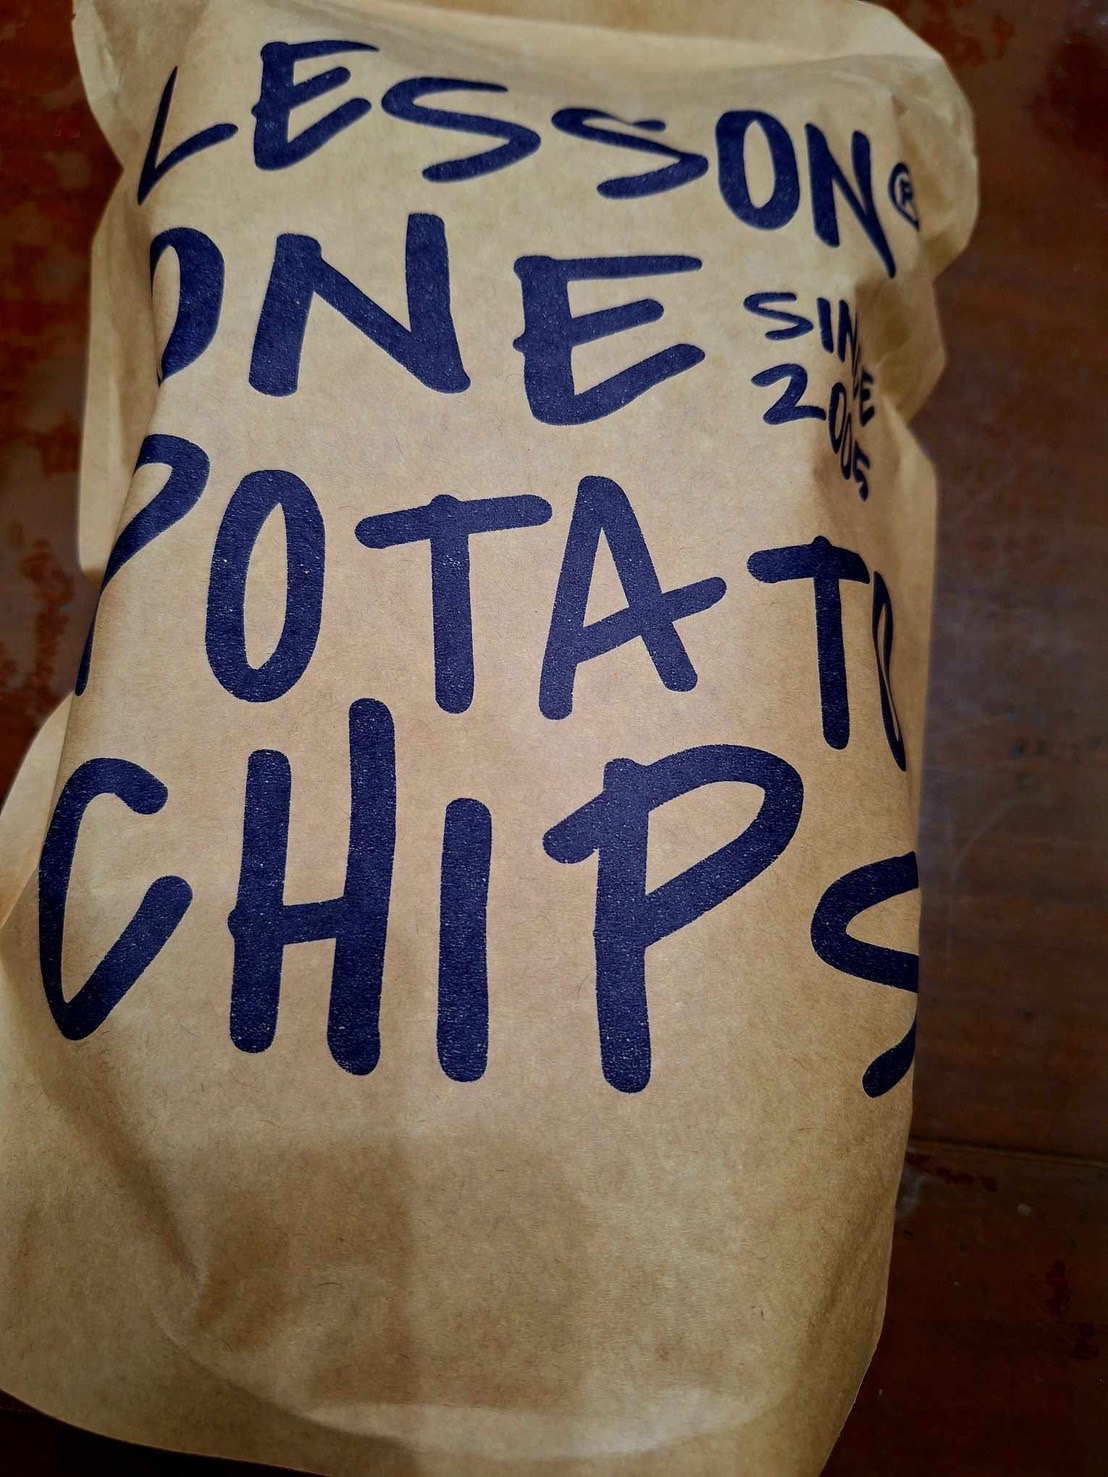 LESSON®
ONE
SINCE
2005
POTATO
CHIPS